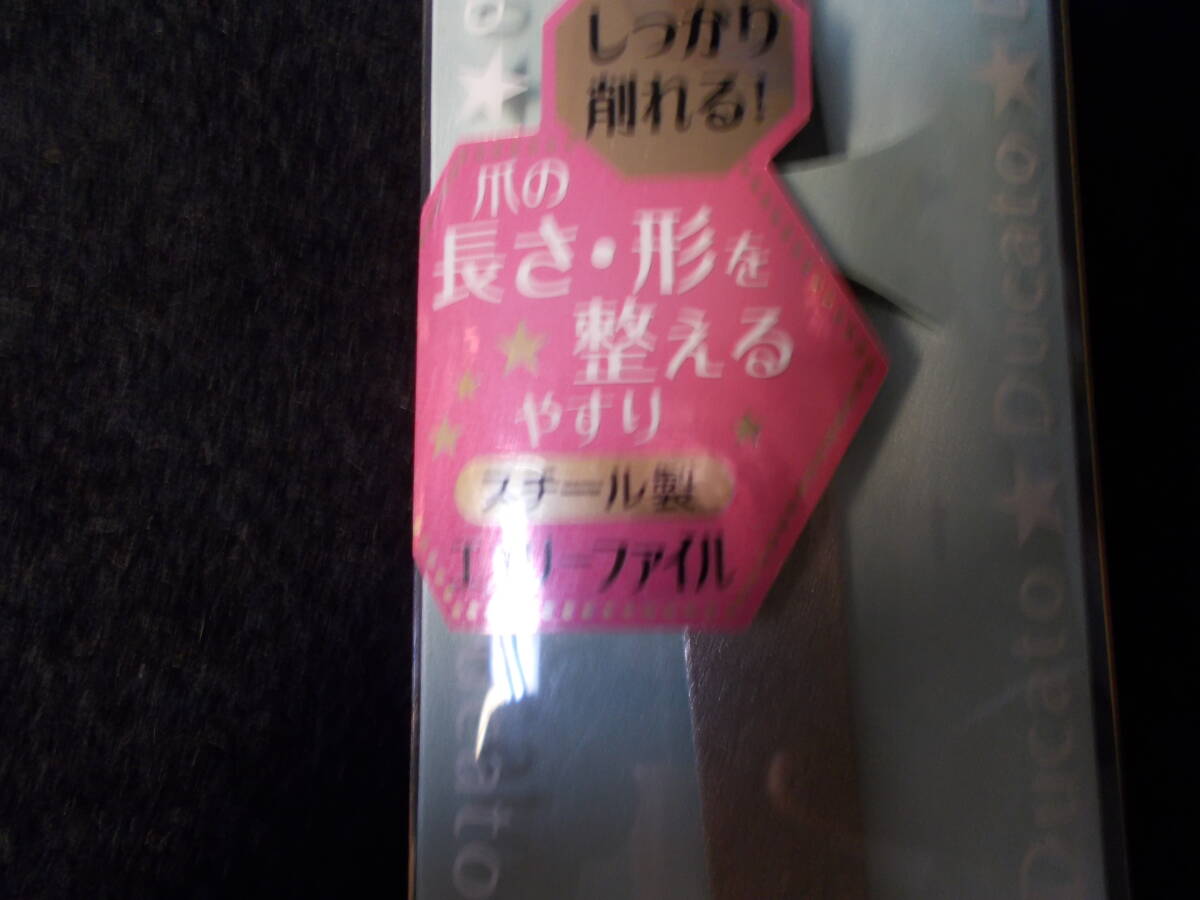 しっかり
削れる!
爪の
長さ・形を
整える
やすり
スチール製
エメリーファイル
Ducato★Ducato★
ato